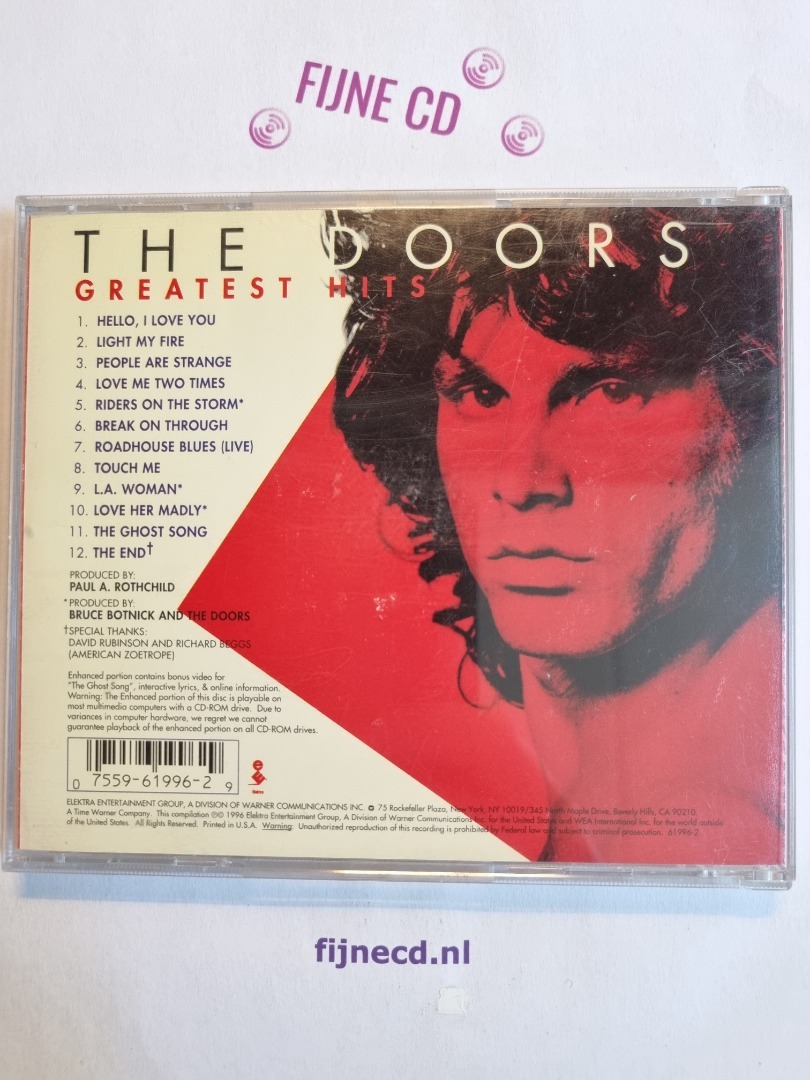 FIJNE CD
THE DOORS
GREATEST HITS
1. HELLO, I LOVE YOU
2. LIGHT MY FIRE
3. PEOPLE ARE STRANGE
4. LOVE ME TWO TIMES
5. RIDERS ON THE STORM*
6. BREAK ON THROUGH
7. ROADHOUSE BLUES (LIVE)
8. TOUCH ME
9. L.A. WOMAN*
10. LOVE HER MADLY*
11. THE GHOST SONG
12. THE END†
PRODUCED BY:
PAUL A. ROTHCHILD
*PRODUCED BY:
BRUCE BOTNICK AND THE DOORS
†SPECIAL THANKS:
DAVID RUBINSON AND RICHARD BEGGS
(AMERICAN ZOETROPE)
Enhanced portion contains bonus video for
"The Ghost Song", interactive lyrics, & online information.
Warning: The Enhanced portion of this disc is playable on
most multimedia computers with a CD-ROM drive. Due to
variances in computer hardware, we regret we cannot
guarantee playback of the enhanced portion on all CD-ROM drives.
0 7559-61996-2 9
ELEKTRA ENTERTAINMENT GROUP, A DIVISION OF WARNER COMMUNICATIONS INC. 75 Rockefeller Plaza, New York, NY 10019/345 North Maple Drive, Beverly Hills, CA 90210.
A Time Warner Company. This compilation ℗© 1996 Elektra Entertainment Group, A Division of Warner Communications Inc. for the United States and WEA International Inc. for the world outside
of the United States. All Rights Reserved. Printed in U.S.A. Warning: Unauthorized reproduction of this recording is prohibited by Federal law and subject to criminal prosecution. 61996-2
fijnecd.nl